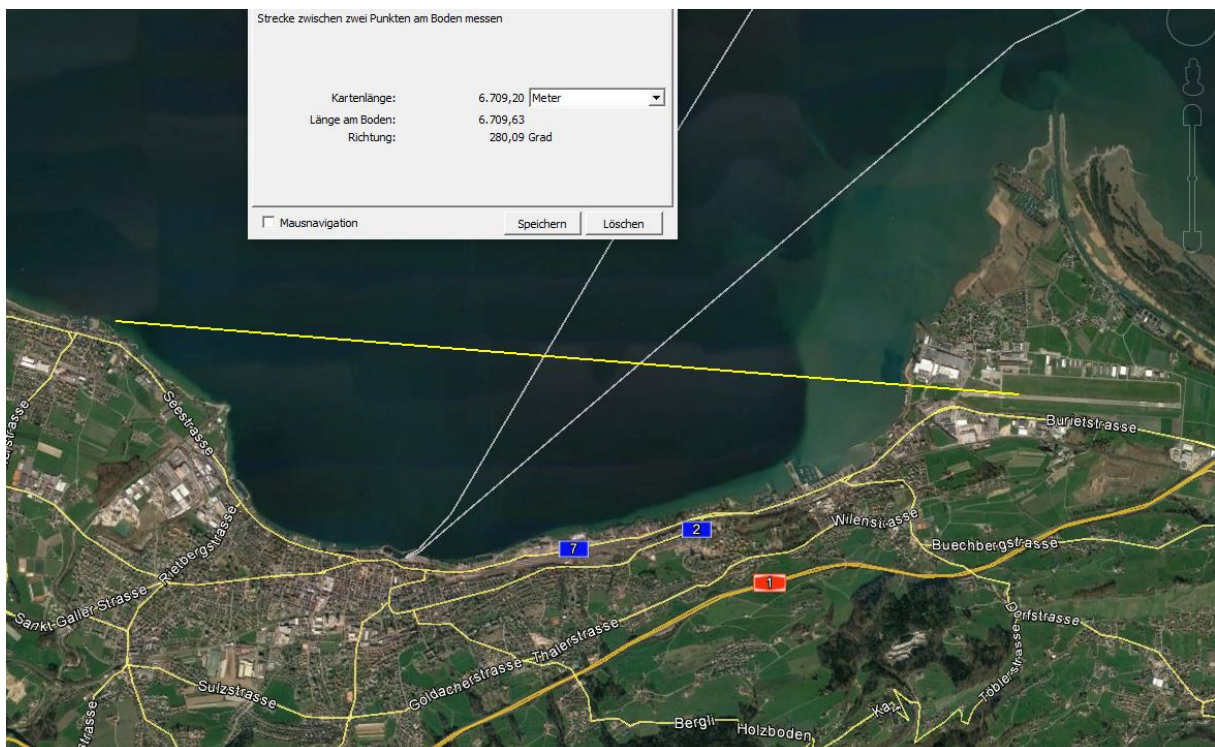 Strecke zwischen zwei Punkten am Boden messen
Kartenlänge: 6.709,20 Meter
Länge am Boden: 6.709,63
Richtung: 280,09 Grad
Mausnavigation Speichern Löschen
Seestrasse
Burietstrasse
Rietbergstrasse
Wilenstrasse
2
7
Buechbergstrasse
1
Sankt Galler Strasse
Dorfstrasse
Thalerstrasse
Goldacherstrasse
Toblerstrasse
Sulzstrasse
Bergli
Holzboden